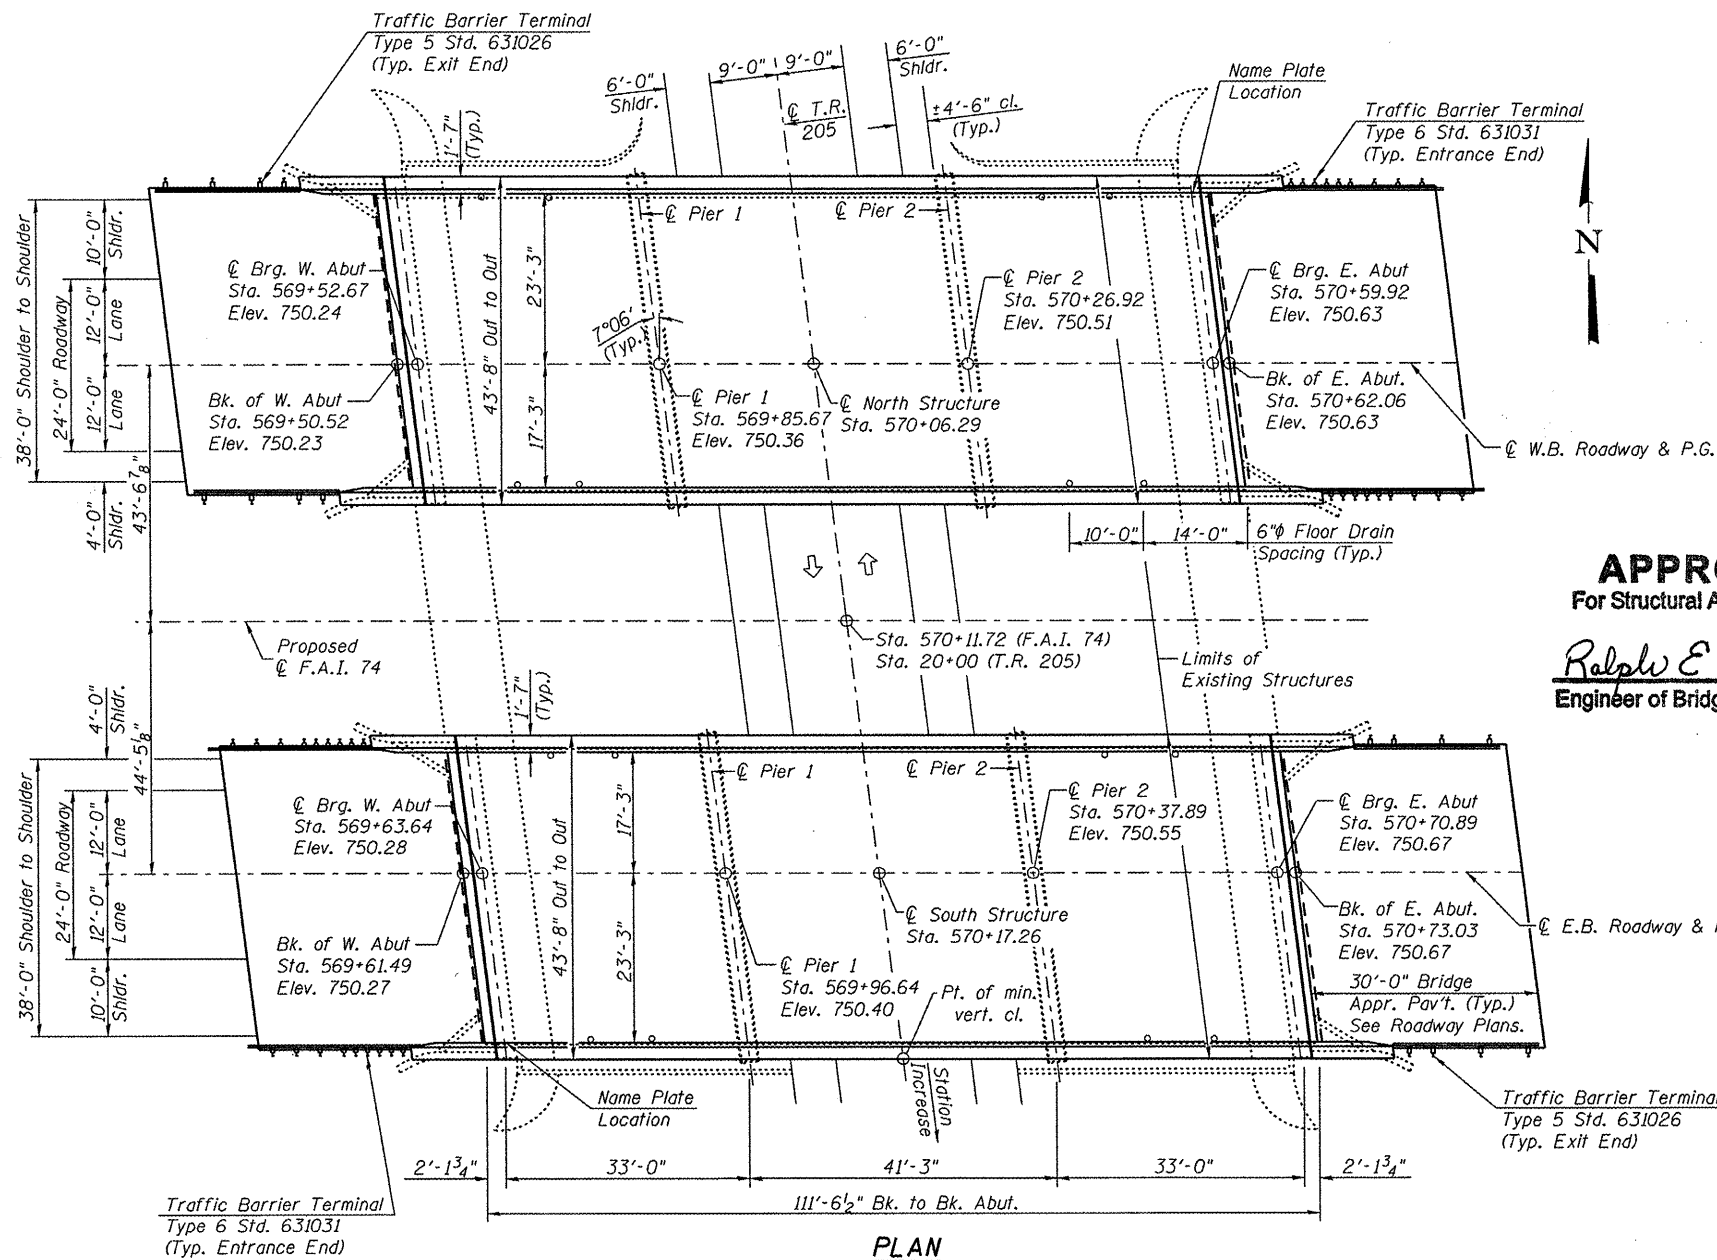 Traffic Barrier Terminal
Type 5 Std. 631026
(Typ. Exit End)
6'-0"
Shldr.
9'-0"
9'-0"
6'-0"
Shldr.
℄ T.R.
205
±4'-6" cl.
(Typ.)
Name Plate
Location
Traffic Barrier Terminal
Type 6 Std. 631031
(Typ. Entrance End)
1'-7"
(Typ.)
N
38'-0" Shoulder to Shoulder
24'-0" Roadway
10'-0"
Shldr.
12'-0"
Lane
12'-0"
Lane
4'-0"
Shldr.
43'-6 7/8"
℄ Brg. W. Abut
Sta. 569+52.67
Elev. 750.24
Bk. of W. Abut
Sta. 569+50.52
Elev. 750.23
43'-8" Out to Out
23'-3"
17'-3"
℄ Pier 1
℄ Pier 2
7°06'
(Typ.)
℄ Pier 1
Sta. 569+85.67
Elev. 750.36
℄ North Structure
Sta. 570+06.29
℄ Pier 2
Sta. 570+26.92
Elev. 750.51
℄ Brg. E. Abut
Sta. 570+59.92
Elev. 750.63
Bk. of E. Abut.
Sta. 570+62.06
Elev. 750.63
℄ W.B. Roadway & P.G.
10'-0"
14'-0"
6"φ Floor Drain
Spacing (Typ.)
APPRO
For Structural A
Ralph E
Engineer of Bridg
Proposed
℄ F.A.I. 74
Sta. 570+11.72 (F.A.I. 74)
Sta. 20+00 (T.R. 205)
Limits of
Existing Structures
44'-5 1/8"
4'-0"
Shldr.
38'-0" Shoulder to Shoulder
24'-0" Roadway
12'-0"
Lane
12'-0"
Lane
10'-0"
Shldr.
1'-7"
(Typ.)
℄ Brg. W. Abut
Sta. 569+63.64
Elev. 750.28
Bk. of W. Abut
Sta. 569+61.49
Elev. 750.27
43'-8" Out to Out
17'-3"
23'-3"
℄ Pier 1
℄ Pier 2
℄ Pier 2
Sta. 570+37.89
Elev. 750.55
℄ Brg. E. Abut
Sta. 570+70.89
Elev. 750.67
℄ South Structure
Sta. 570+17.26
℄ Pier 1
Sta. 569+96.64
Elev. 750.40
Pt. of min.
vert. cl.
Bk. of E. Abut.
Sta. 570+73.03
Elev. 750.67
℄ E.B. Roadway &
30'-0" Bridge
Appr. Pav't. (Typ.)
See Roadway Plans.
Name Plate
Location
Station
Increase
Traffic Barrier Terminal
Type 5 Std. 631026
(Typ. Exit End)
2'-1 3/4"
33'-0"
41'-3"
33'-0"
2'-1 3/4"
111'-6 1/2" Bk. to Bk. Abut.
Traffic Barrier Terminal
Type 6 Std. 631031
(Typ. Entrance End)
PLAN